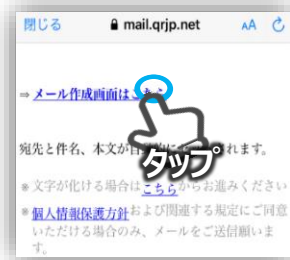 閉じる mail.qrjp.net AA
⇒ メール作成画面はこちら
タップ
宛先と件名、本文が自 れます。
※文字が化ける場合はこちらからお進みください
※個人情報保護方針および関連する規定にご同意
いただける場合のみ、メールをご送信願いま
す。